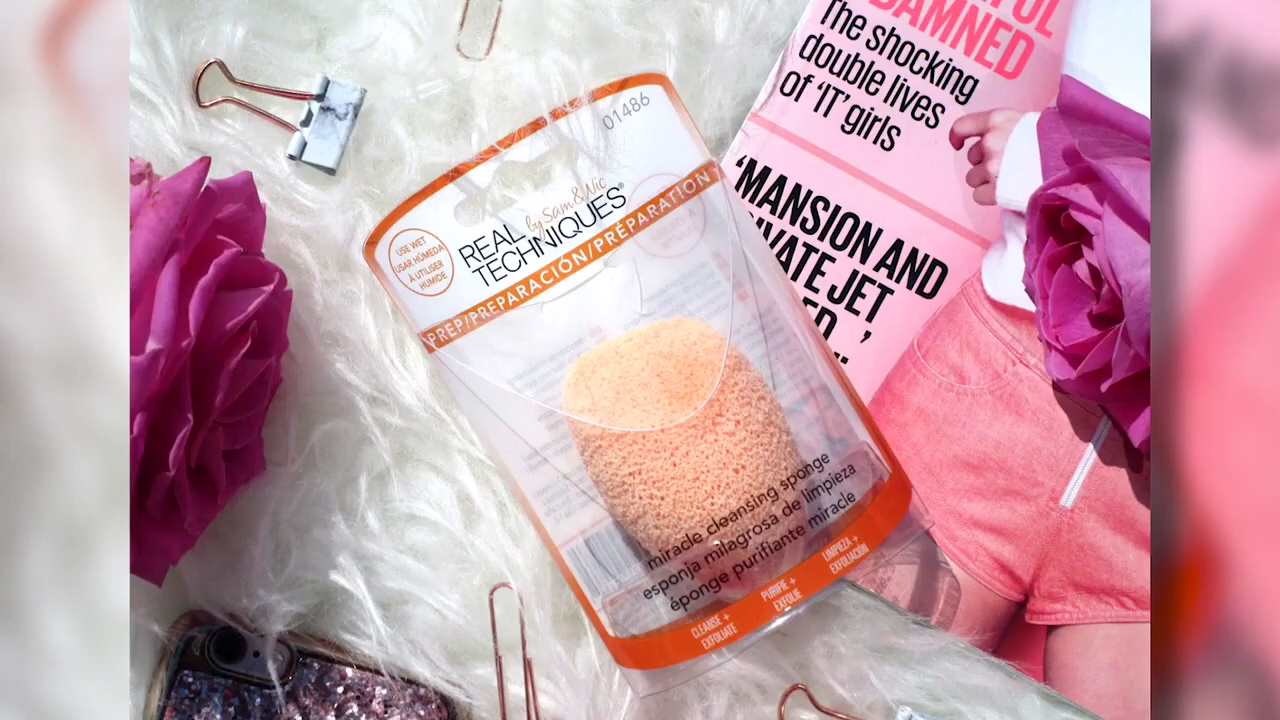 01486
by Sam & Nic
REAL
TECHNIQUES®
USE WET
USAR HÚMEDA
À UTILISER
HUMIDE
PREP/PREPARACIÓN/PRÉPARATION
miracle cleansing sponge
esponja milagrosa de limpieza
éponge purifiante miracle
CLEANSE +
EXFOLIATE
PURIFIE +
EXFOLIE
LIMPIEZA +
EXFOLIACIÓN
DAMNED
The shocking
double lives
of 'IT' girls
'MANSION AND
JET